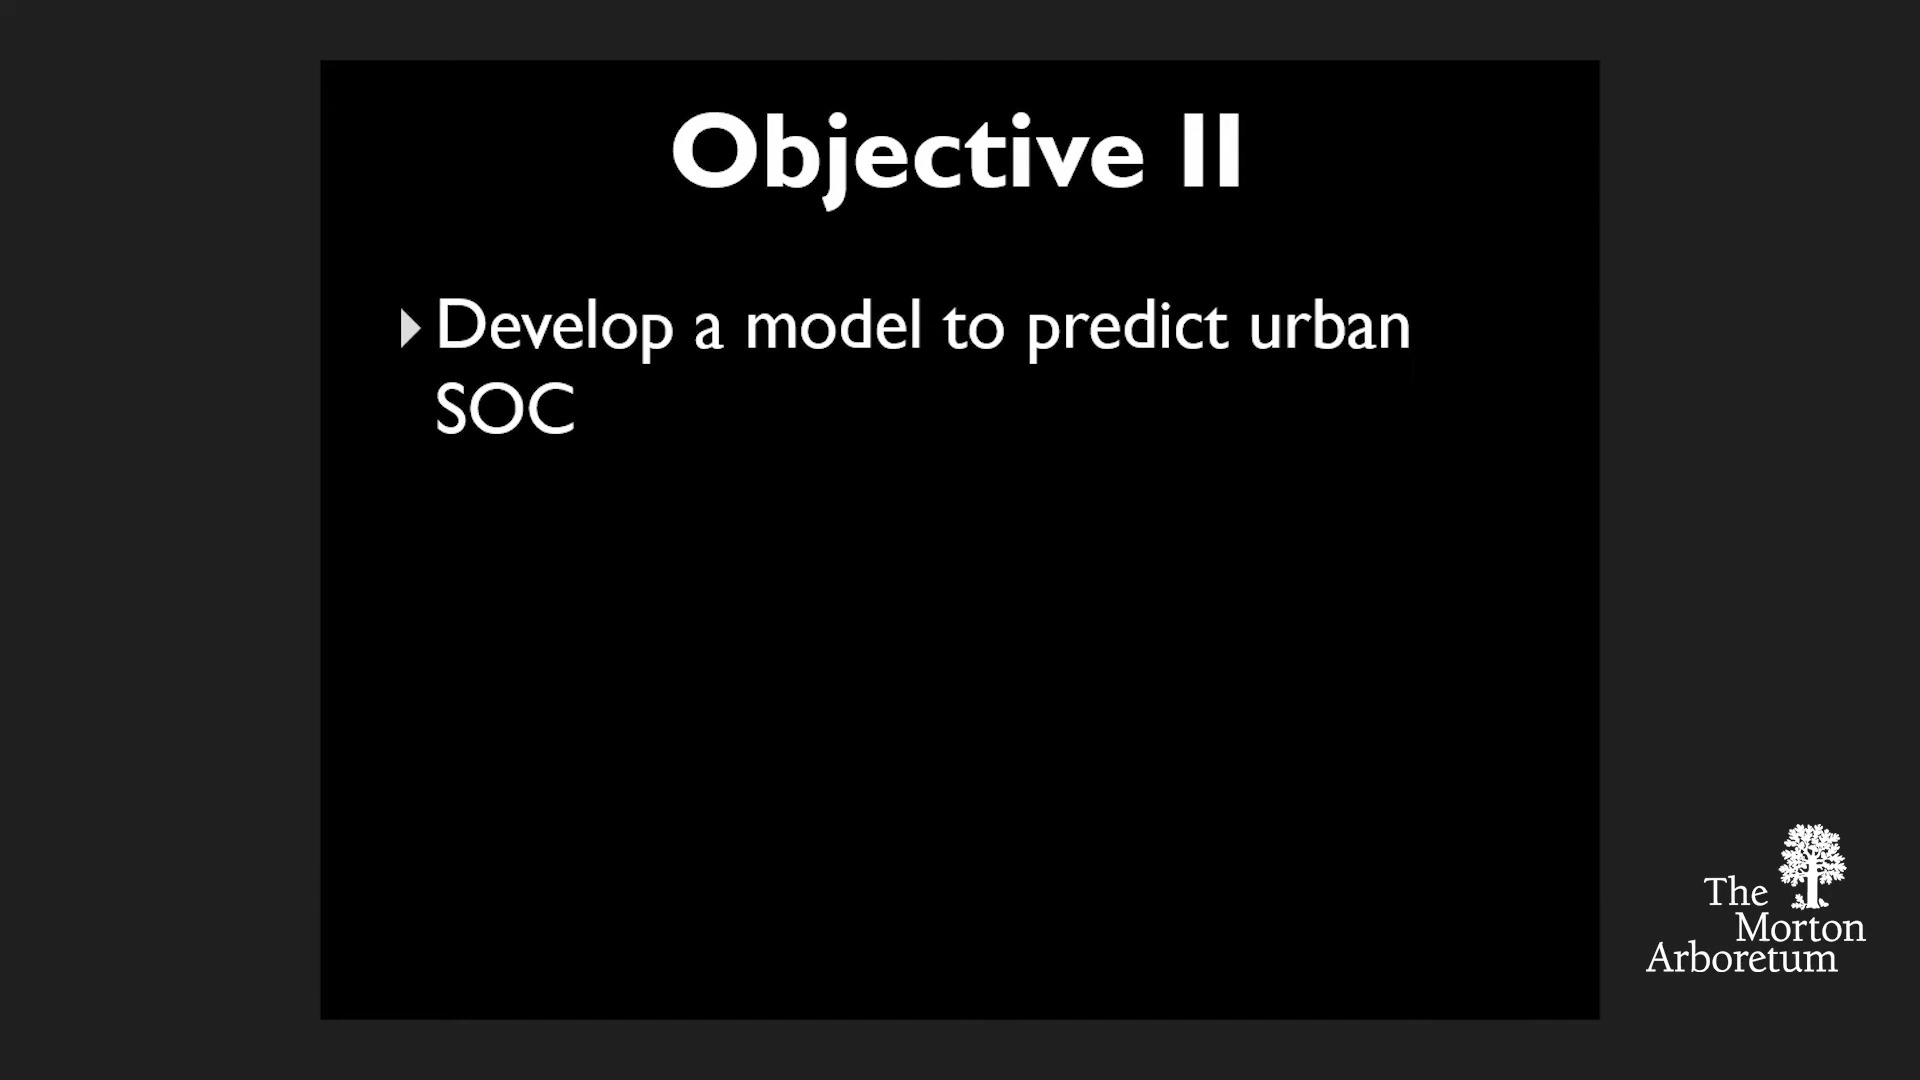 Objective II
Develop a model to predict urban
SOC
The
Morton
Arboretum